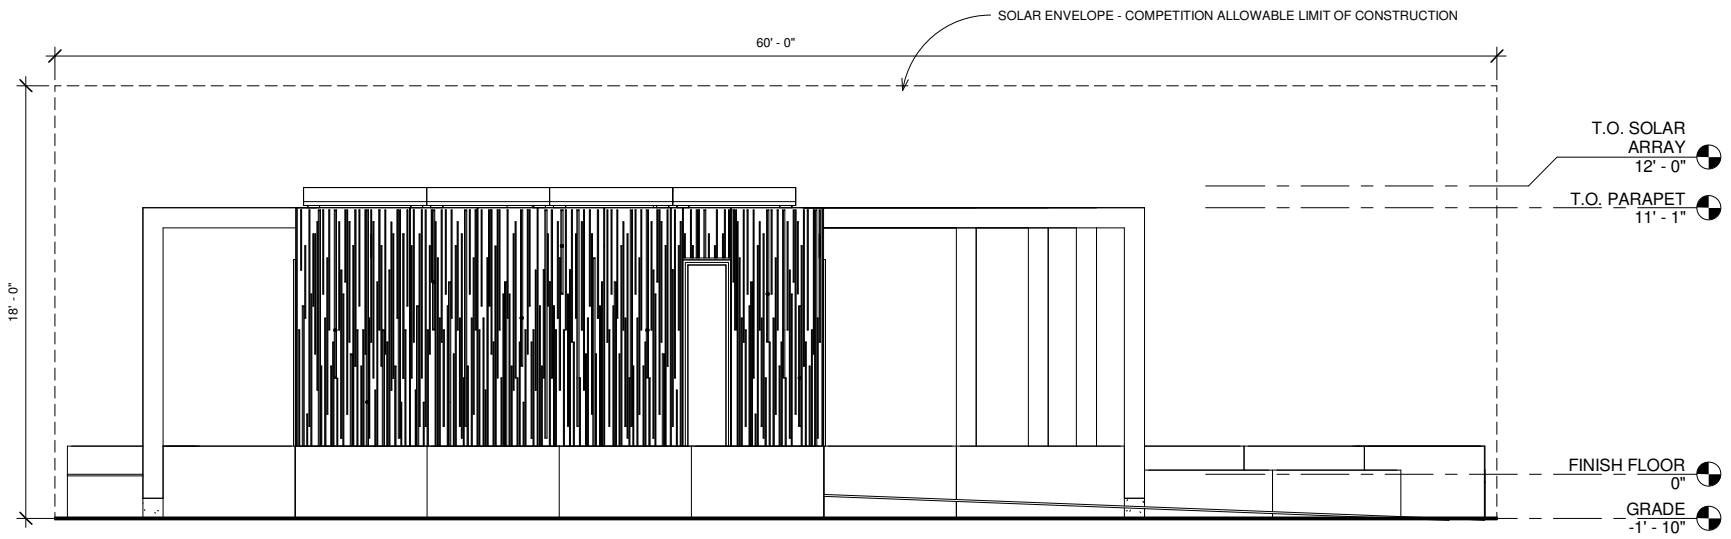 SOLAR ENVELOPE - COMPETITION ALLOWABLE LIMIT OF CONSTRUCTION
60' - 0"
18' - 0"
T.O. SOLAR
ARRAY
12' - 0"
T.O. PARAPET
11' - 1"
FINISH FLOOR
0"
GRADE
-1' - 10"